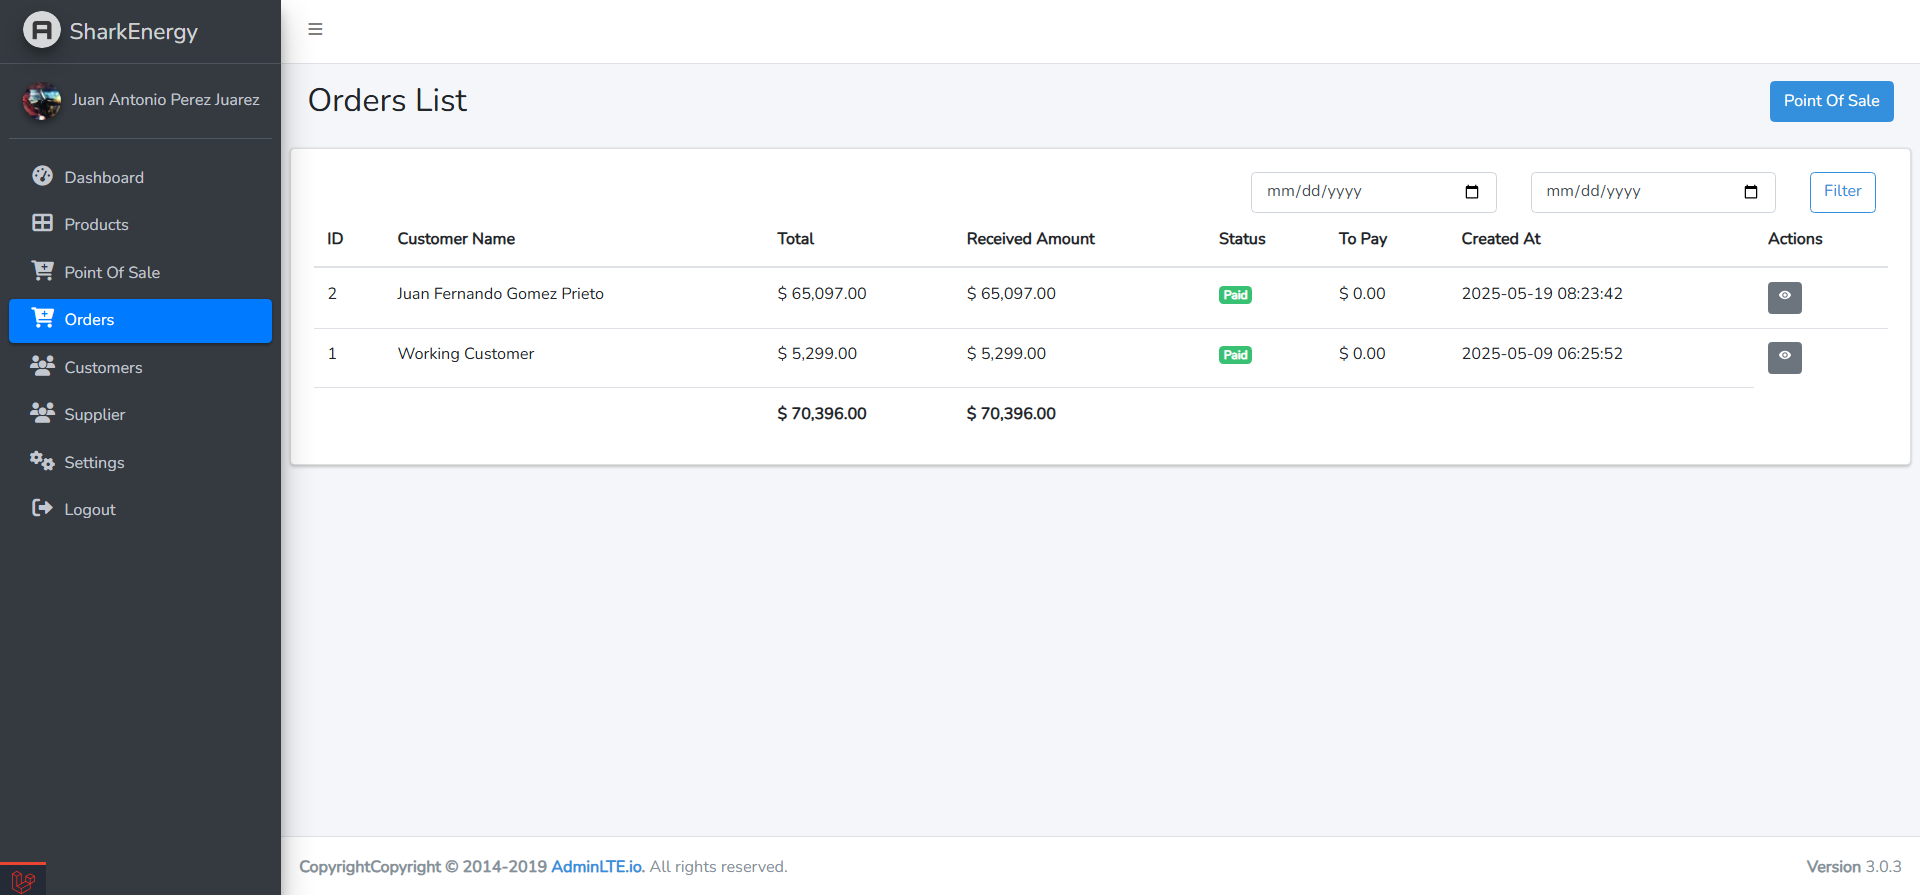 SharkEnergy
Juan Antonio Perez Juarez
Dashboard
Products
Point Of Sale
Orders
Customers
Supplier
Settings
Logout
Orders List
Point Of Sale
mm/dd/yyyy mm/dd/yyyy Filter
ID Customer Name Total Received Amount Status To Pay Created At Actions
2 Juan Fernando Gomez Prieto $ 65,097.00 $ 65,097.00 Paid $ 0.00 2025-05-19 08:23:42
1 Working Customer $ 5,299.00 $ 5,299.00 Paid $ 0.00 2025-05-09 06:25:52
$ 70,396.00 $ 70,396.00
CopyrightCopyright © 2014-2019 AdminLTE.io. All rights reserved. Version 3.0.3